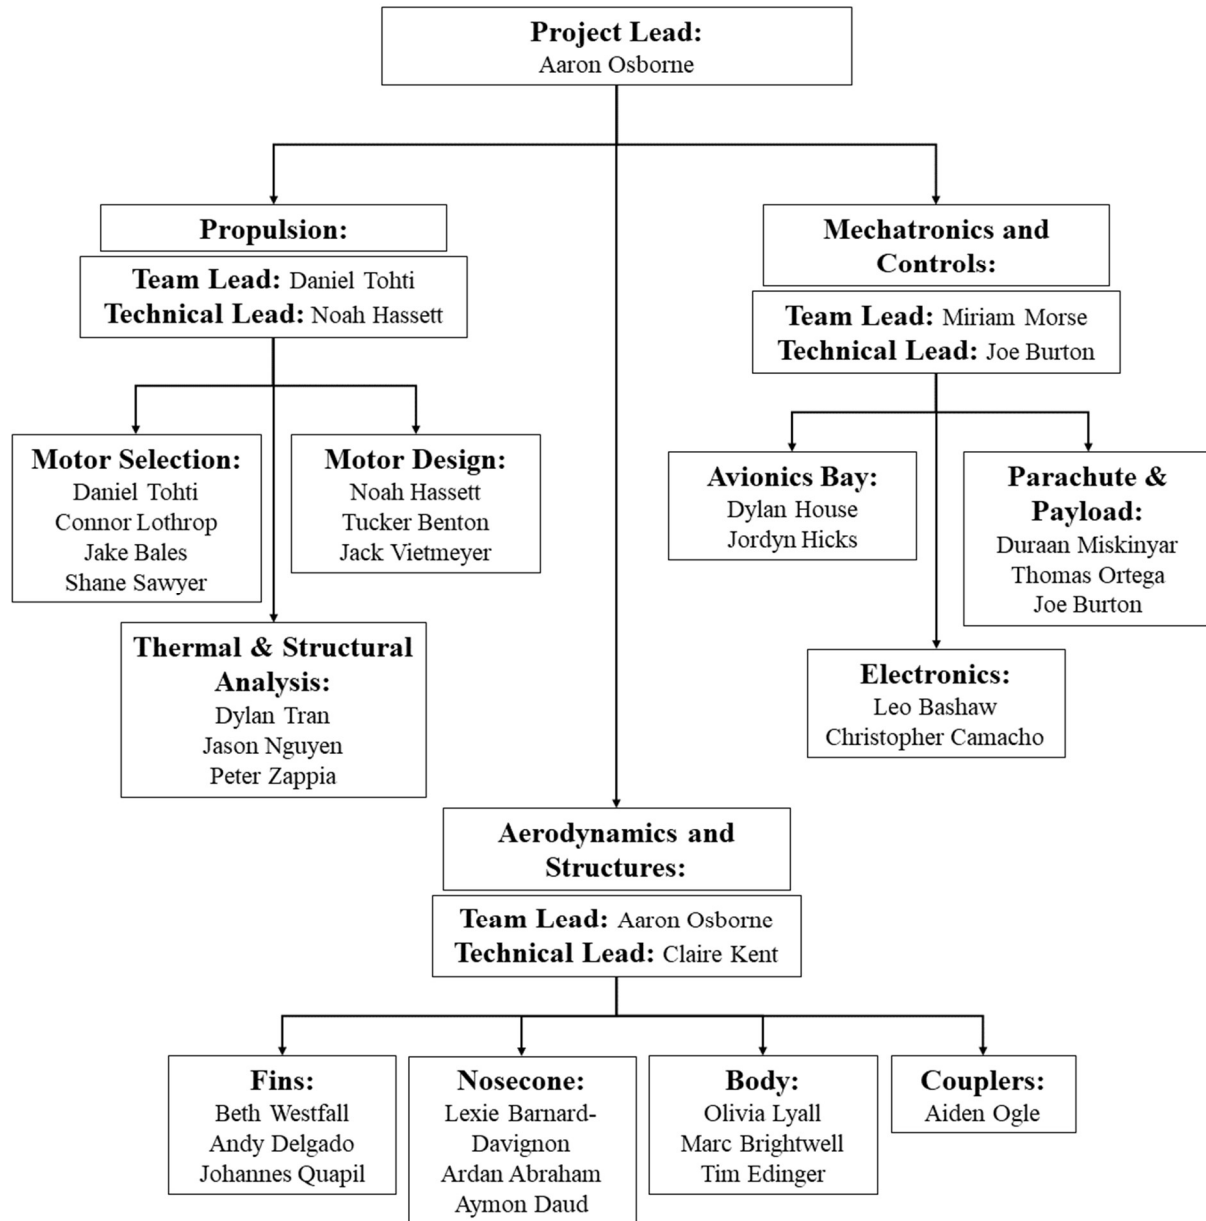 Project Lead:
Aaron Osborne
Propulsion:
Team Lead: Daniel Tohti
Technical Lead: Noah Hassett
Motor Selection:
Daniel Tohti
Connor Lothrop
Jake Bales
Shane Sawyer
Motor Design:
Noah Hassett
Tucker Benton
Jack Vietmeyer
Thermal & Structural
Analysis:
Dylan Tran
Jason Nguyen
Peter Zappia
Mechatronics and
Controls:
Team Lead: Miriam Morse
Technical Lead: Joe Burton
Avionics Bay:
Dylan House
Jordyn Hicks
Parachute &
Payload:
Duraan Miskinyar
Thomas Ortega
Joe Burton
Electronics:
Leo Bashaw
Christopher Camacho
Aerodynamics and
Structures:
Team Lead: Aaron Osborne
Technical Lead: Claire Kent
Fins:
Beth Westfall
Andy Delgado
Johannes Quapil
Nosecone:
Lexie Barnard-
Davignon
Ardan Abraham
Aymon Daud
Body:
Olivia Lyall
Marc Brightwell
Tim Edinger
Couplers:
Aiden Ogle